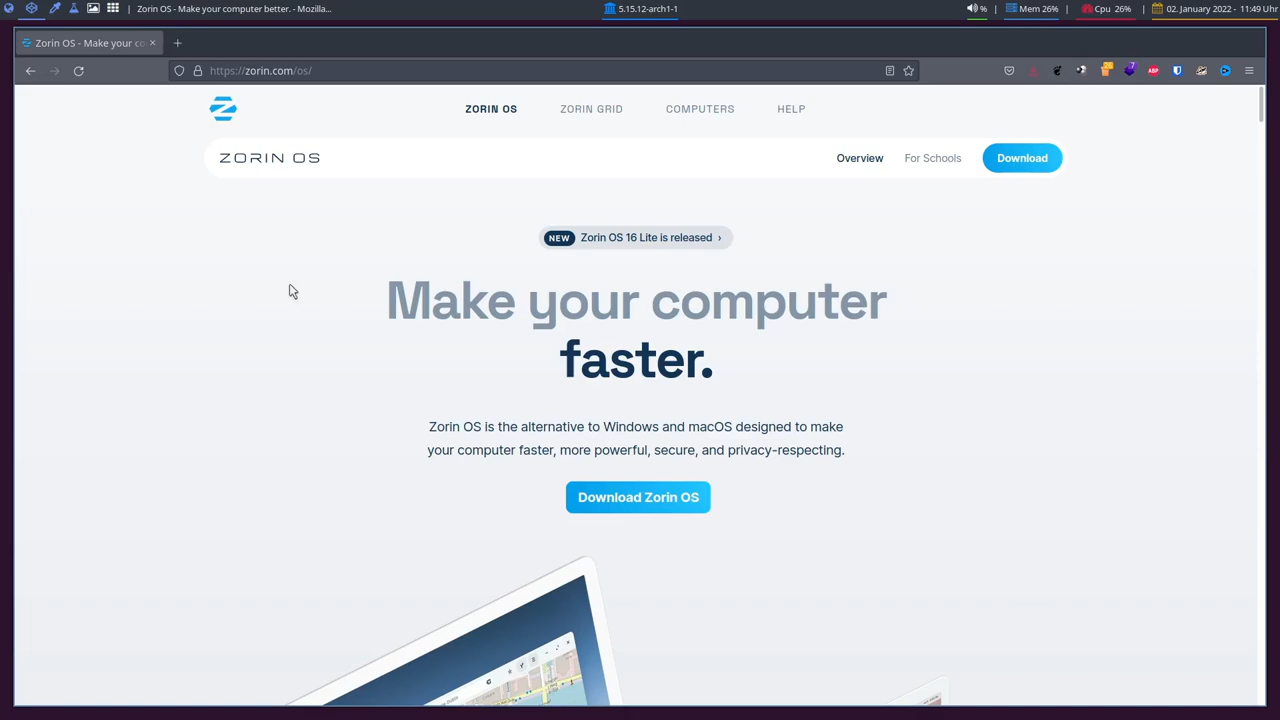 Zorin OS - Make your computer better. - Mozilla...
5.15.12-arch1-1
% | Mem 26% | Cpu 26% | 02. January 2022 - 11:49 Uhr
Zorin OS - Make your co
https://zorin.com/os/
7
ABP
ZORIN OS
ZORIN GRID
COMPUTERS
HELP
ZORIN OS
Overview
For Schools
Download
NEW Zorin OS 16 Lite is released ›
Make your computer
faster.
Zorin OS is the alternative to Windows and macOS designed to make
your computer faster, more powerful, secure, and privacy-respecting.
Download Zorin OS